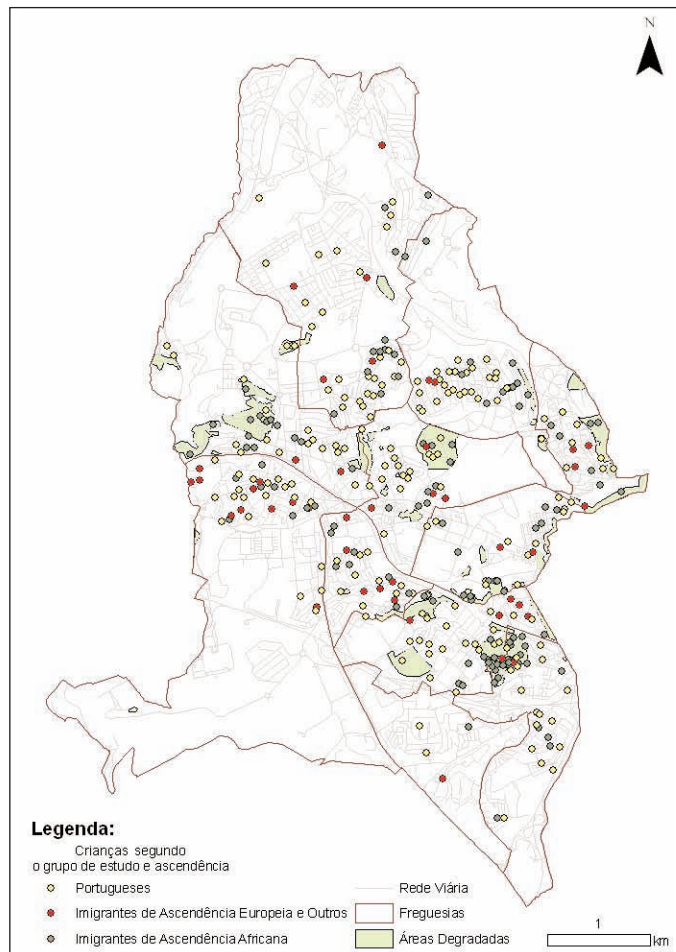 N
Legenda:
Crianças segundo
o grupo de estudo e ascendência
Portugueses
Imigrantes de Ascendência Europeia e Outros
Imigrantes de Ascendência Africana
Rede Viária
Freguesias
Áreas Degradadas
1
km